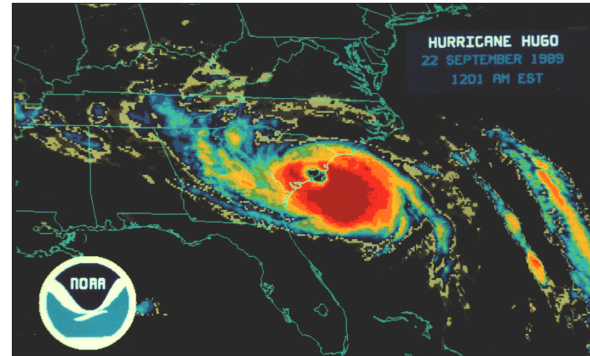 HURRICANE HUGO
22 SEPTEMBER 1989
1201 AM EST
NOAA